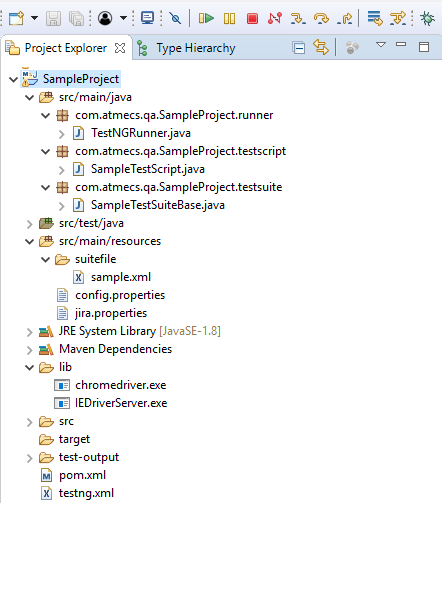 Project Explorer Type Hierarchy
SampleProject
src/main/java
com.atmecs.qa.SampleProject.runner
TestNGRunner.java
com.atmecs.qa.SampleProject.testscript
SampleTestScript.java
com.atmecs.qa.SampleProject.testsuite
SampleTestSuiteBase.java
src/test/java
src/main/resources
suitefile
sample.xml
config.properties
jira.properties
JRE System Library [JavaSE-1.8]
Maven Dependencies
lib
chromedriver.exe
IEDriverServer.exe
src
target
test-output
pom.xml
testng.xml